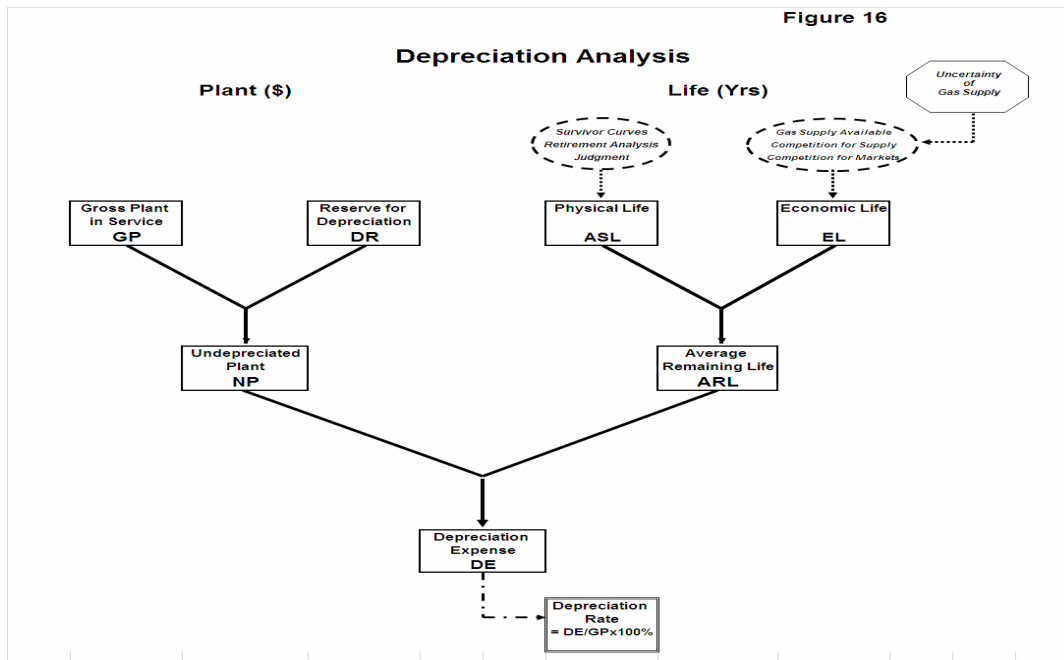 Figure 16
Depreciation Analysis
Plant ($)
Life (Yrs)
Uncertainty
of
Gas Supply
Survivor Curves
Retirement Analysis
Judgment
Gas Supply Available
Competition for Supply
Competition for Markets
Gross Plant
in Service
GP
Reserve for
Depreciation
DR
Physical Life
ASL
Economic Life
EL
Undepreciated
Plant
NP
Average
Remaining Life
ARL
Depreciation
Expense
DE
Depreciation
Rate
= DE/GPx100%